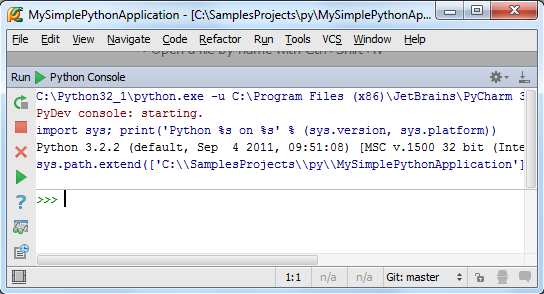 MySimplePythonApplication - [C:\SamplesProjects\py\MySimplePythonAp...
File Edit View Navigate Code Refactor Run Tools VCS Window Help
Open a file by name with Ctrl+Shift+N
Run Python Console
C:\Python32_1\python.exe -u C:\Program Files (x86)\JetBrains\PyCharm 3
PyDev console: starting.
import sys; print('Python %s on %s' % (sys.version, sys.platform))
Python 3.2.2 (default, Sep  4 2011, 09:51:08) [MSC v.1500 32 bit (Inte
sys.path.extend(['C:\\SamplesProjects\\py\\MySimplePythonApplication']
>>>
1:1 n/a n/a Git: master